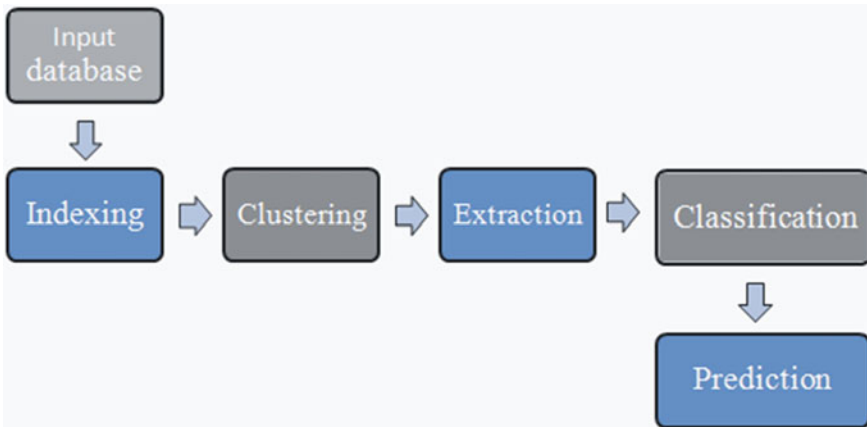 Input
database
Indexing
Clustering
Extraction
Classification
Prediction